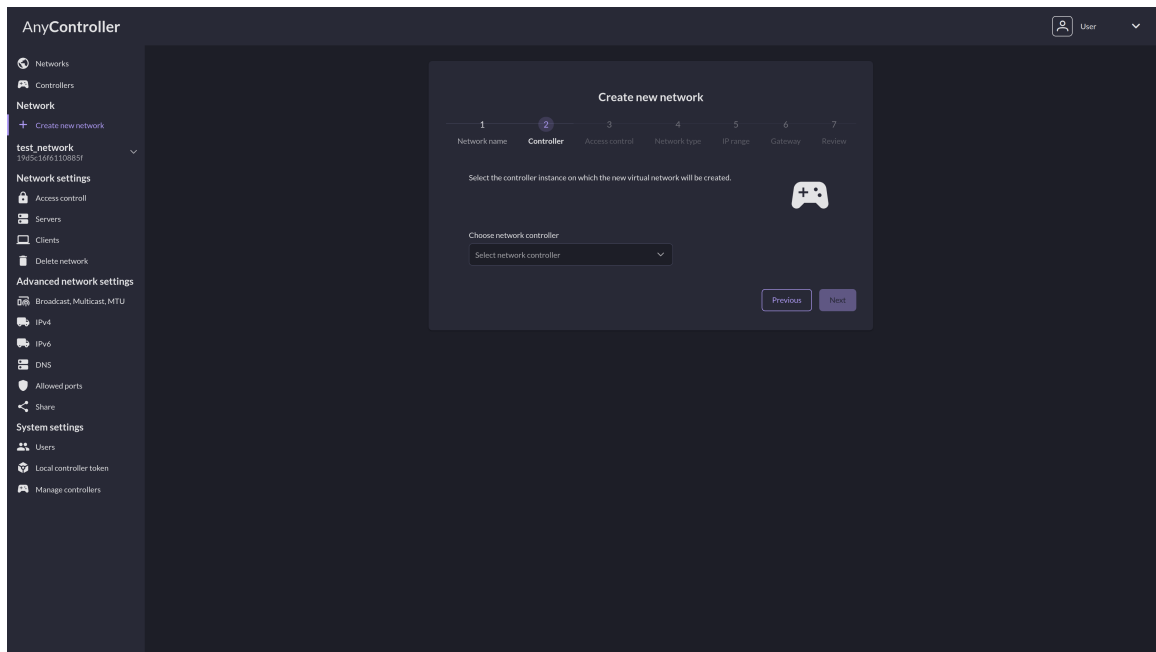 AnyController
User
Networks
Controllers
Network
Create new network
test_network
19d5c16f6110885f
Network settings
Access controll
Servers
Clients
Delete network
Advanced network settings
Broadcast, Multicast, MTU
IPv4
IPv6
DNS
Allowed ports
Share
System settings
Users
Local controller token
Manage controllers
Create new network
1 2 3 4 5 6 7
Network name Controller Access control Network type IP range Gateway Review
Select the controller instance on which the new virtual network will be created.
Choose network controller
Select network controller
Previous Next